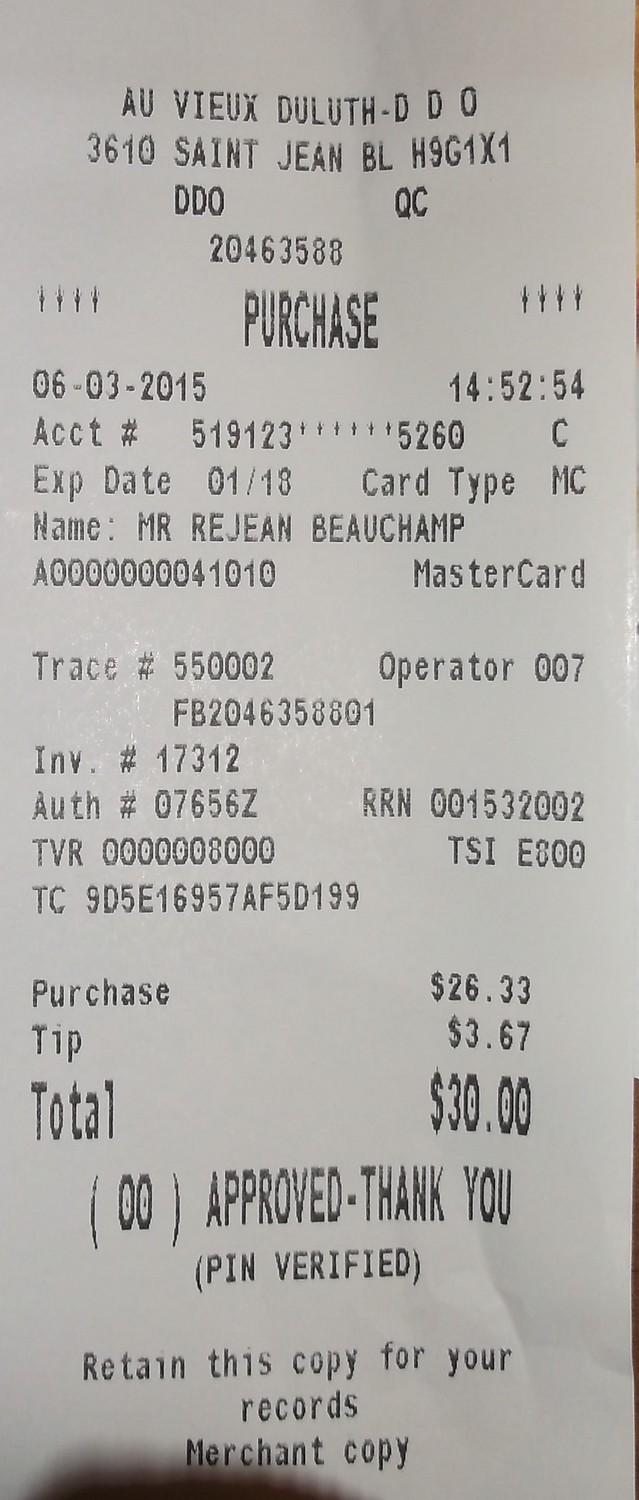 AU VIEUX DULUTH-D D O
3610 SAINT JEAN BL H9G1X1
DDO QC
20463588
**** PURCHASE ****
06-03-2015 14:52:54
Acct # 519123******5260 C
Exp Date 01/18 Card Type MC
Name: MR REJEAN BEAUCHAMP
A0000000041010 MasterCard
Trace # 550002 Operator 007
FB2046358801
Inv. # 17312
Auth # 07656Z RRN 001532002
TVR 0000008000 TSI E800
TC 9D5E16957AF5D199
Purchase $26.33
Tip $3.67
Total $30.00
( 00 ) APPROVED-THANK YOU
(PIN VERIFIED)
Retain this copy for your
records
Merchant copy